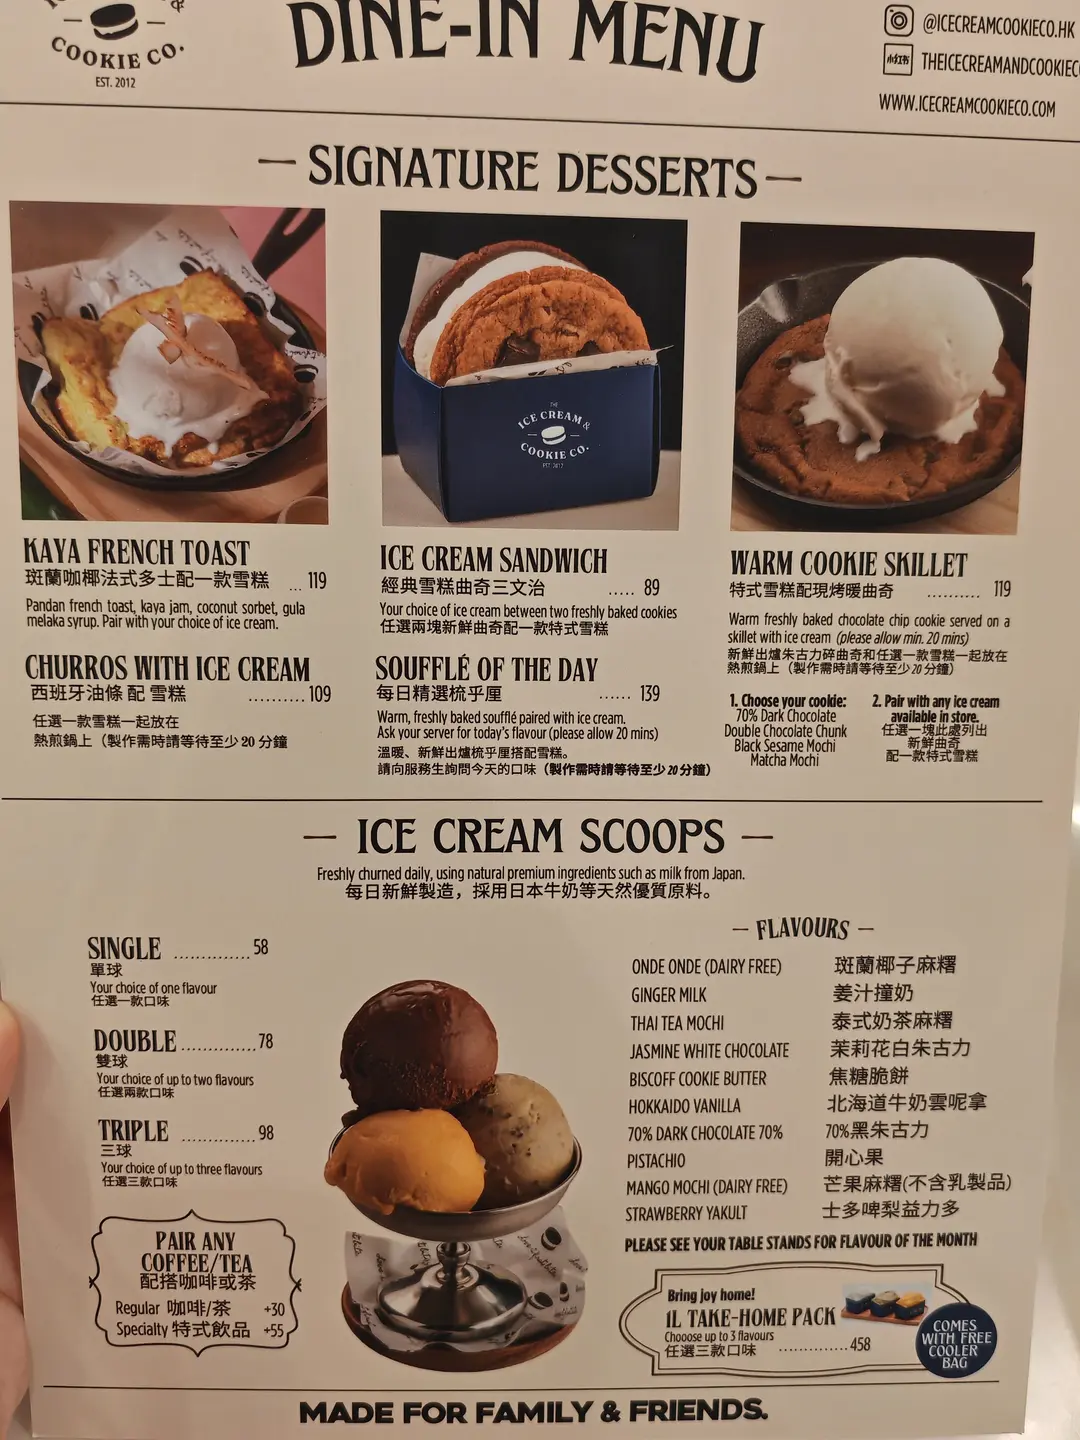 COOKIE CO.
EST. 2012
DINE-IN MENU
@ICECREAMCOOKIECO.HK
小红书
THEICECREAMANDCOOKIEC
WWW.ICECREAMCOOKIECO.COM
— SIGNATURE DESSERTS —
THE
ICE CREAM &
COOKIE CO.
EST. 2012
KAYA FRENCH TOAST
斑蘭咖椰法式多士配一款雪糕 ... 119
Pandan french toast, kaya jam, coconut sorbet, gula
melaka syrup. Pair with your choice of ice cream.
CHURROS WITH ICE CREAM
西班牙油條 配 雪糕 ..........109
任選一款雪糕一起放在
熱煎鍋上（製作需時請等待至少20分鐘
ICE CREAM SANDWICH
經典雪糕曲奇三文治 ..... 89
Your choice of ice cream between two freshly baked cookies
任選兩塊新鮮曲奇配一款特式雪糕
SOUFFLÉ OF THE DAY
每日精選梳乎厘 ...... 139
Warm, freshly baked soufflé paired with ice cream.
Ask your server for today's flavour (please allow 20 mins)
溫暖、新鮮出爐梳乎厘搭配雪糕。
請向服務生詢問今天的口味（製作需時請等待至少20分鐘）
WARM COOKIE SKILLET
特式雪糕配現烤暖曲奇 .......... 119
Warm freshly baked chocolate chip cookie served on a
skillet with ice cream (please allow min. 20 mins)
新鮮出爐朱古力碎曲奇和任選一款雪糕一起放在
熱煎鍋上（製作需時請等待至少20分鐘）
1. Choose your cookie:
70% Dark Chocolate
Double Chocolate Chunk
Black Sesame Mochi
Matcha Mochi
2. Pair with any ice cream
available in store.
任選一塊此處列出
新鮮曲奇
配一款特式雪糕
— ICE CREAM SCOOPS —
Freshly churned daily, using natural premium ingredients such as milk from Japan.
每日新鮮製造，採用日本牛奶等天然優質原料。
SINGLE ..............58
單球
Your choice of one flavour
任選一款口味
DOUBLE..............78
雙球
Your choice of up to two flavours
任選兩款口味
TRIPLE ..............98
三球
Your choice of up to three flavours
任選三款口味
PAIR ANY
COFFEE/TEA
配搭咖啡或茶
Regular 咖啡/茶 +30
Specialty 特式飲品 +55
— FLAVOURS —
ONDE ONDE (DAIRY FREE) 斑蘭椰子麻糬
GINGER MILK 姜汁撞奶
THAI TEA MOCHI 泰式奶茶麻糬
JASMINE WHITE CHOCOLATE 茉莉花白朱古力
BISCOFF COOKIE BUTTER 焦糖脆餅
HOKKAIDO VANILLA 北海道牛奶雲呢拿
70% DARK CHOCOLATE 70% 70%黑朱古力
PISTACHIO 開心果
MANGO MOCHI (DAIRY FREE) 芒果麻糬(不含乳製品)
STRAWBERRY YAKULT 士多啤梨益力多
PLEASE SEE YOUR TABLE STANDS FOR FLAVOUR OF THE MONTH
Bring joy home!
1L TAKE-HOME PACK
Chooose up to 3 flavours
任選三款口味 ..............458
COMES
WITH FREE
COOLER
BAG
MADE FOR FAMILY & FRIENDS.